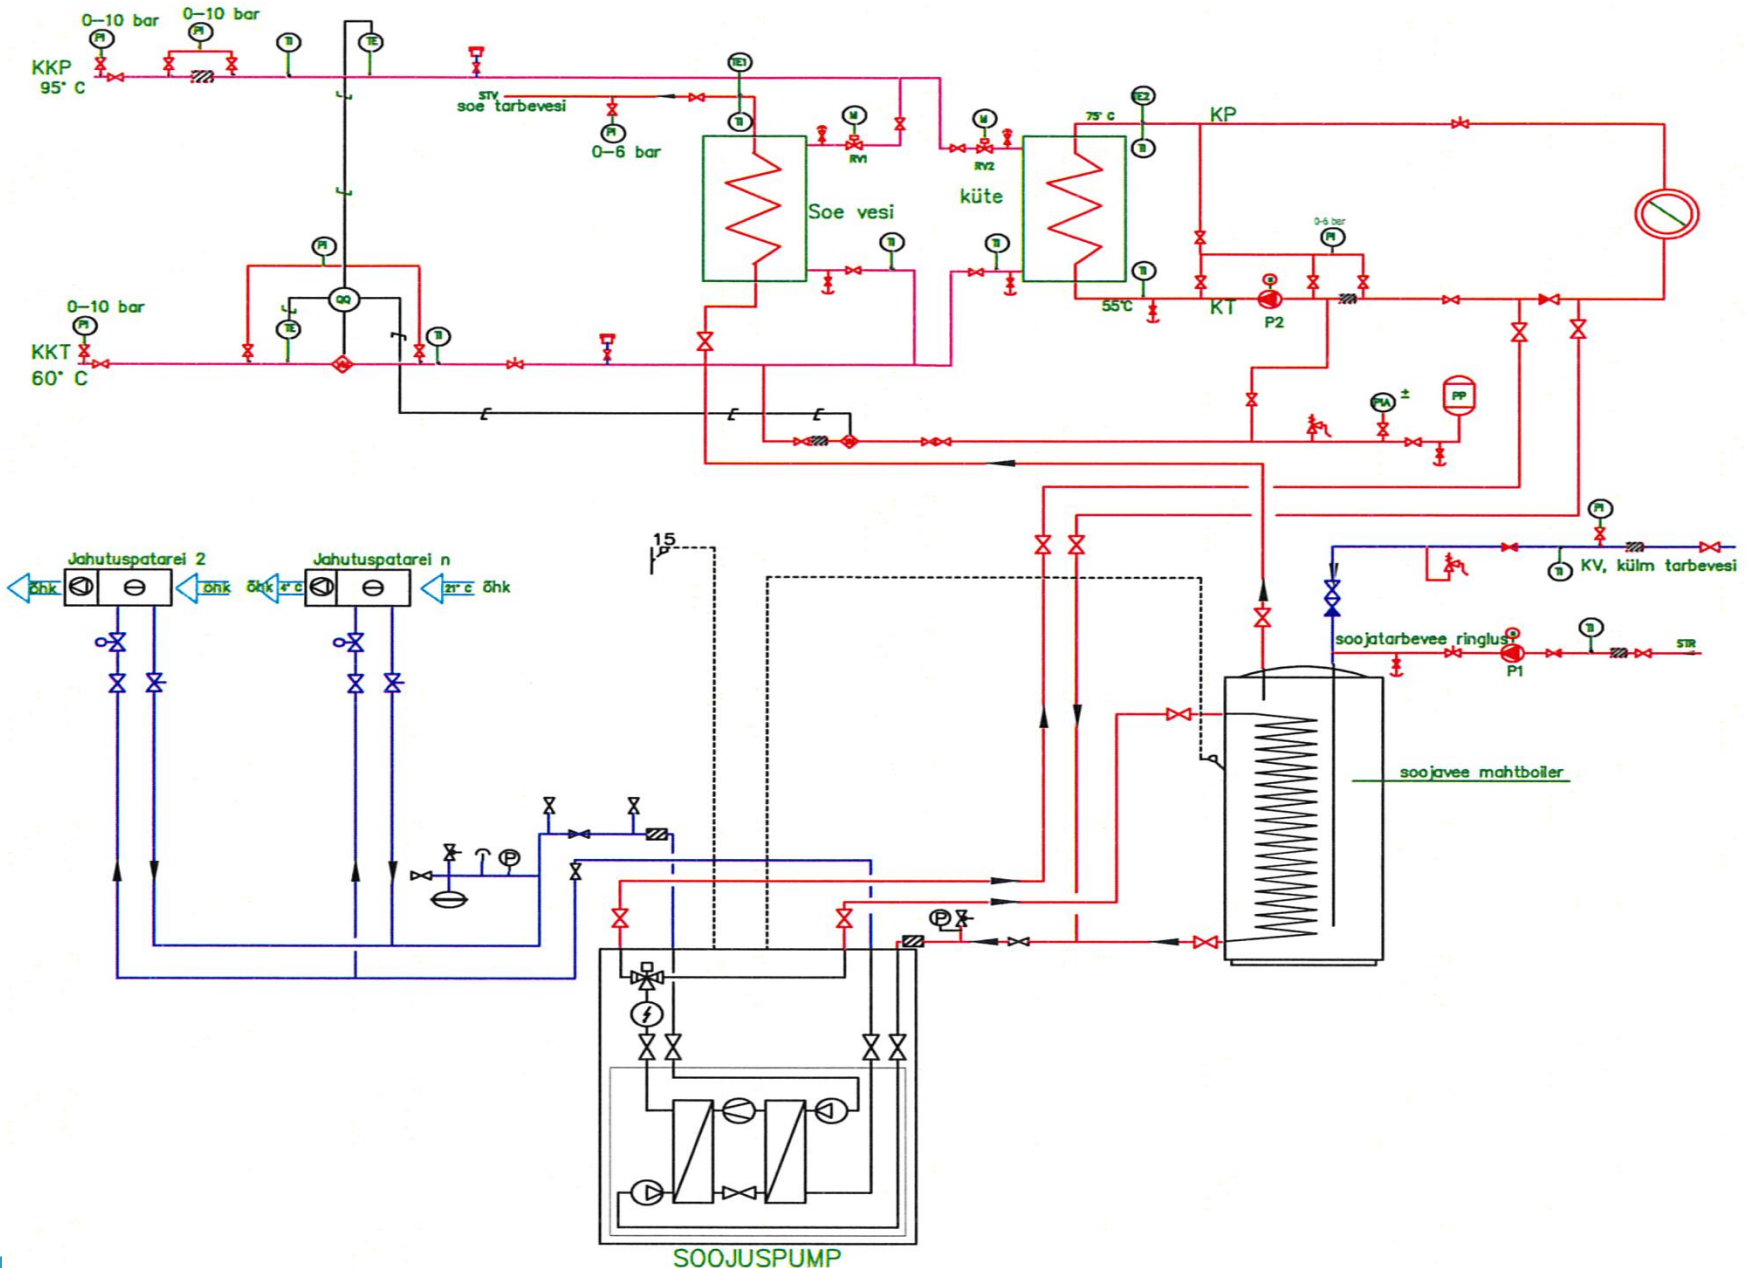 0-10 bar
0-10 bar
PI
PI
TI
TE
KKP
95° C
TE1
STV
soe tarbevesi
PI
0-6 bar
TI
M
RV1
M
RV2
TE2
75° C
TI
KP
Soe vesi
küte
TI
TI
0-6 bar
PI
TI
55°C
KT
P2
PI
0-10 bar
PI
QQ
TE
TI
KKT
60° C
PIA
±
PP
15
PI
TI
KV, külm tarbevesi
soojatarbevee ringlus
TI
STR
P1
Jahutuspatarei 2
Jahutuspatarei n
õhk
õhk
õhk
4° C
21° C
õhk
soojavee mahtboiler
P
P
SOOJUSPUMP